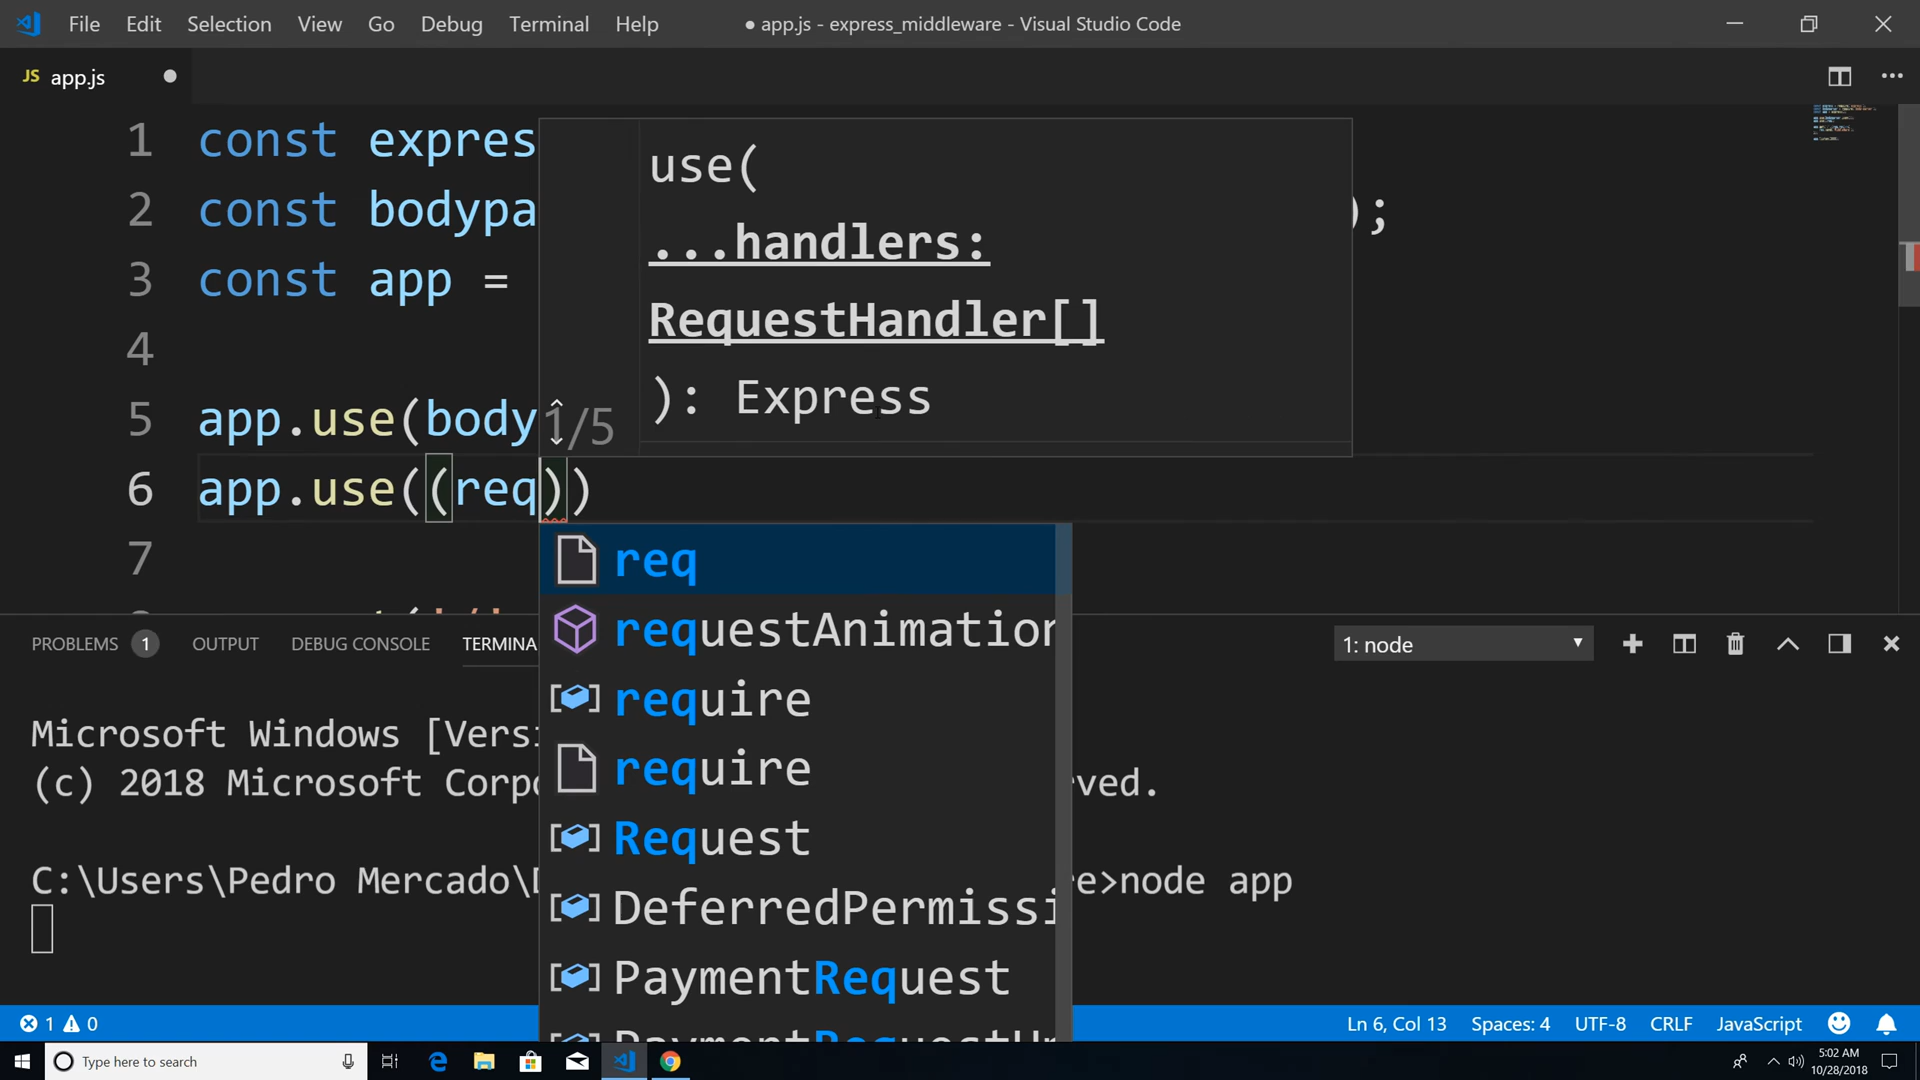 File Edit Selection View Go Debug Terminal Help ● app.js - express_middleware - Visual Studio Code
JS app.js ●
1 const expres
2 const bodypa );
3 const app =
4
5 app.use(body
6 app.use((req))
7
use(
...handlers:
RequestHandler[]
): Express
1/5
req
requestAnimation
require
require
Request
DeferredPermissi
PaymentRequest
PROBLEMS 1 OUTPUT DEBUG CONSOLE TERMINA 1: node
Microsoft Windows [Versi
(c) 2018 Microsoft Corpo ved.
C:\Users\Pedro Mercado\D e>node app
1 0 Ln 6, Col 13 Spaces: 4 UTF-8 CRLF JavaScript
Type here to search 5:02 AM
10/28/2018